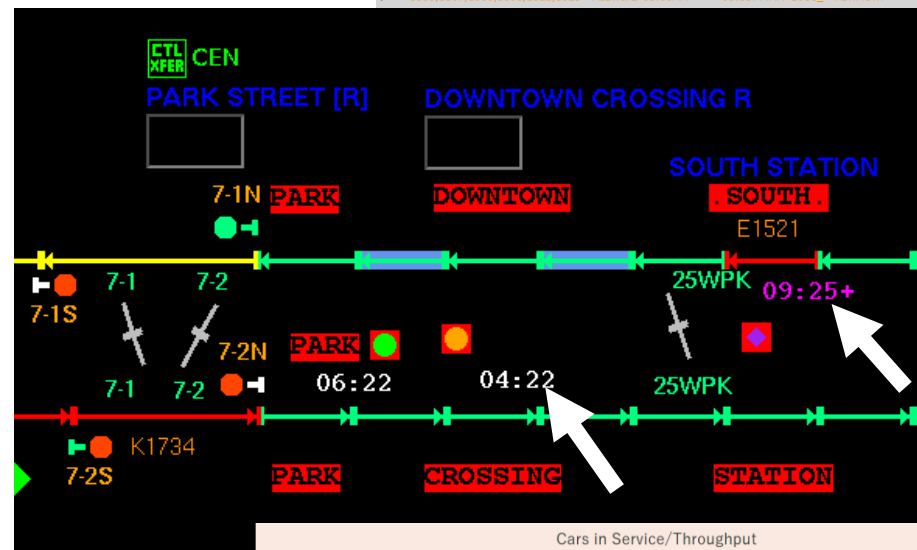 CTL
XFER CEN
PARK STREET [R] DOWNTOWN CROSSING R
SOUTH STATION
7-1N PARK DOWNTOWN .SOUTH.
E1521
7-1 7-2 25WPK 09:25+
7-1S
7-2N PARK
06:22 04:22
7-1 7-2 25WPK
K1734
7-2S PARK CROSSING STATION
Cars in Service/Throughput